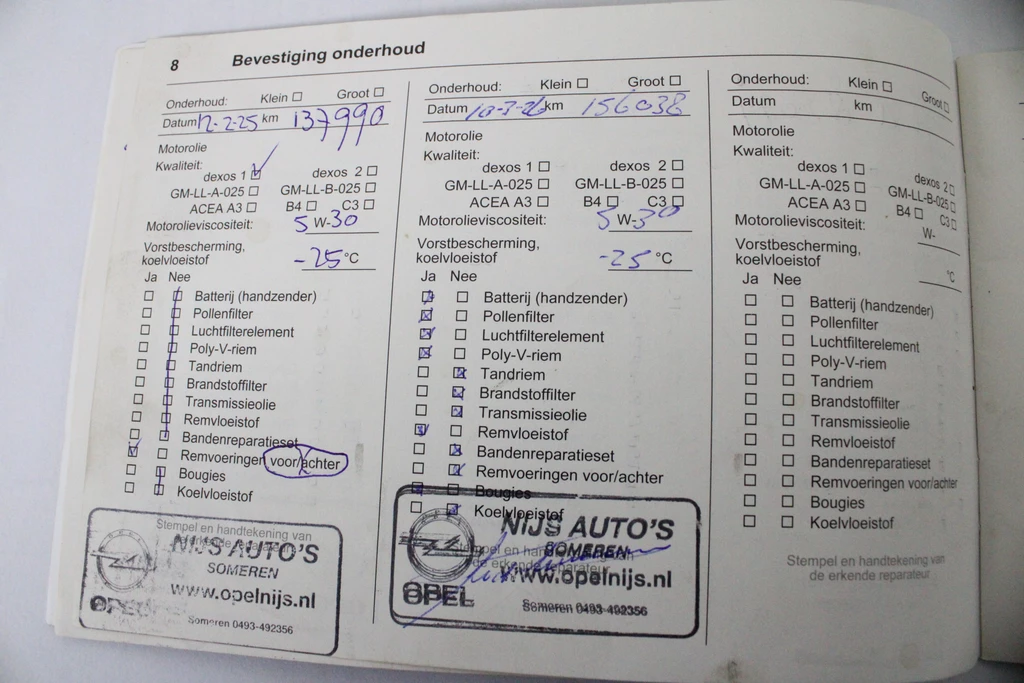 8 Bevestiging onderhoud
Onderhoud: Klein ☐ Groot ☐
Datum 12-2-25 km 137990
Motorolie
Kwaliteit:
dexos 1 ☑ dexos 2 ☐
GM-LL-A-025 ☐ GM-LL-B-025 ☐
ACEA A3 ☐ B4 ☐ C3 ☐
Motorolieviscositeit: 5 W-30
Vorstbescherming,
koelvloeistof -25 °C
Ja Nee
Batterij (handzender)
Pollenfilter
Luchtfilterelement
Poly-V-riem
Tandriem
Brandstoffilter
Transmissieolie
Remvloeistof
Bandenreparatieset
Remvoeringen voor/achter
Bougies
Koelvloeistof
Stempel en handtekening van
NIJS AUTO'S
SOMEREN
www.opelnijs.nl
OPEL
Someren 0493-492356
Onderhoud: Klein ☐ Groot ☐
Datum 10-3-26 km 156038
Motorolie
Kwaliteit:
dexos 1 ☐ dexos 2 ☐
GM-LL-A-025 ☐ GM-LL-B-025 ☐
ACEA A3 ☐ B4 ☐ C3 ☐
Motorolieviscositeit: 5 W-30
Vorstbescherming,
koelvloeistof -25 °C
Ja Nee
Batterij (handzender)
Pollenfilter
Luchtfilterelement
Poly-V-riem
Tandriem
Brandstoffilter
Transmissieolie
Remvloeistof
Bandenreparatieset
Remvoeringen voor/achter
Bougies
Koelvloeistof
NIJS AUTO'S
SOMEREN
de erkende reparateur
www.opelnijs.nl
OPEL
Someren 0493-492356
Onderhoud: Klein ☐ Groot ☐
Datum km
Motorolie
Kwaliteit:
dexos 1 ☐ dexos 2 ☐
GM-LL-A-025 ☐ GM-LL-B-025 ☐
ACEA A3 ☐ B4 ☐ C3 ☐
Motorolieviscositeit: W-
Vorstbescherming,
koelvloeistof °C
Ja Nee
☐ ☐ Batterij (handzender)
☐ ☐ Pollenfilter
☐ ☐ Luchtfilterelement
☐ ☐ Poly-V-riem
☐ ☐ Tandriem
☐ ☐ Brandstoffilter
☐ ☐ Transmissieolie
☐ ☐ Remvloeistof
☐ ☐ Bandenreparatieset
☐ ☐ Remvoeringen voor/achter
☐ ☐ Bougies
☐ ☐ Koelvloeistof
Stempel en handtekening van
de erkende reparateur